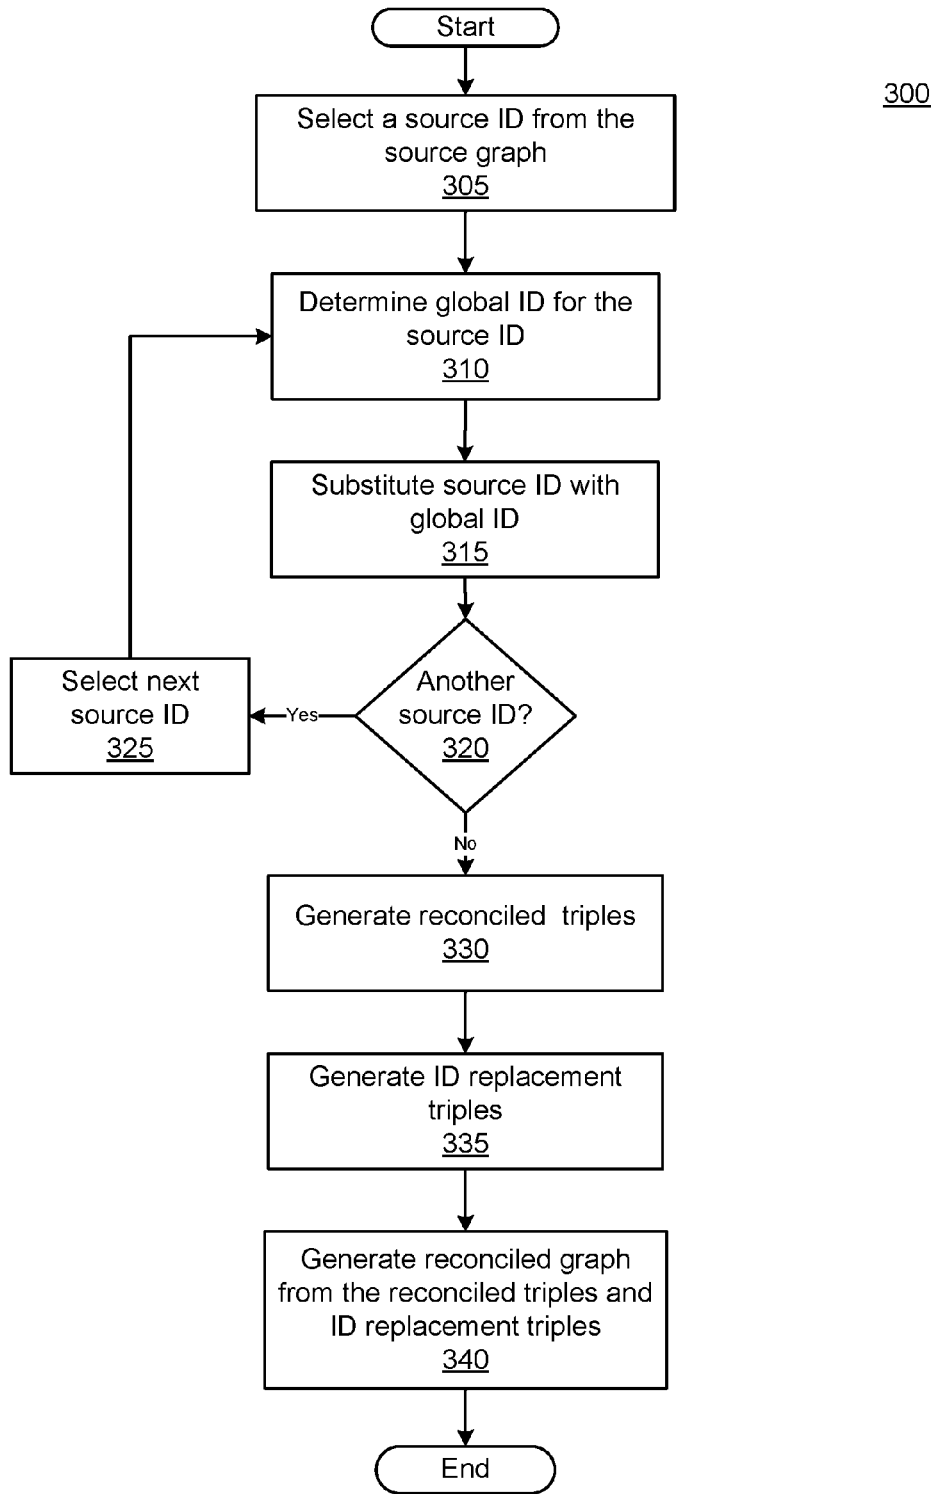 Start
300
Select a source ID from the
source graph
305
Determine global ID for the
source ID
310
Substitute source ID with
global ID
315
Another
source ID?
320
Yes
Select next
source ID
325
No
Generate reconciled triples
330
Generate ID replacement
triples
335
Generate reconciled graph
from the reconciled triples and
ID replacement triples
340
End